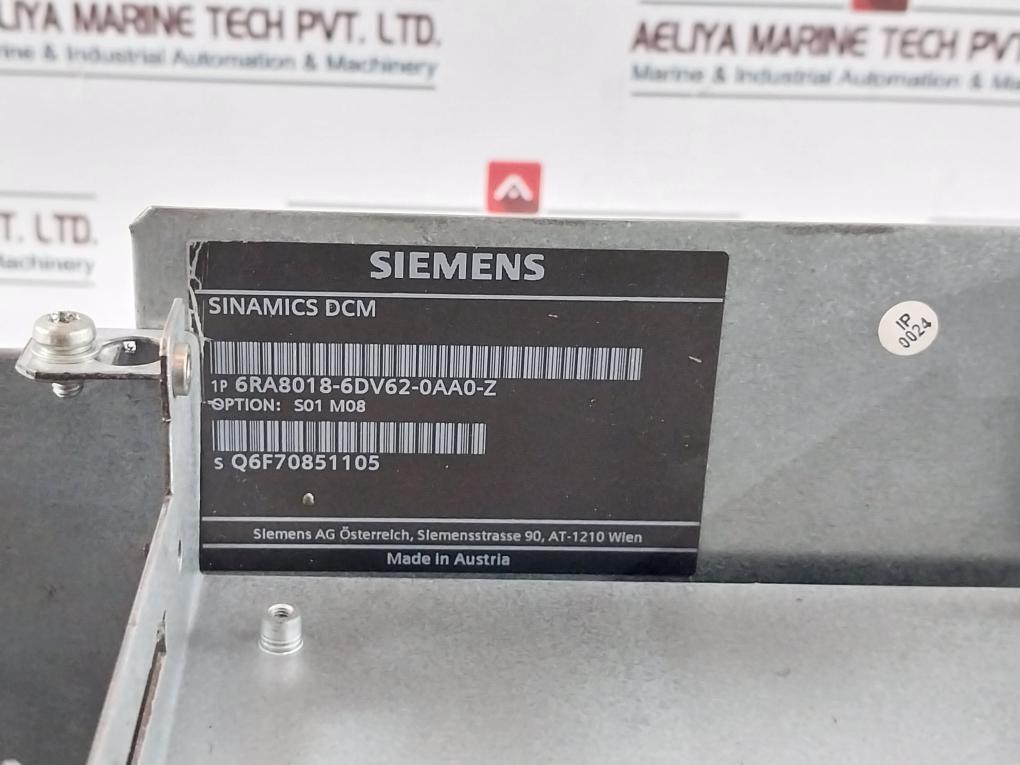 AELIYA MARINE TECH PVT. LTD.
Marine & Industrial Automation & Machinery
AELIYA MARINE TECH PVT
Marine & Industrial Automation & Ma
T. LTD.
Machinery
SIEMENS
SINAMICS DCM
1P 6RA8018-6DV62-0AA0-Z
OPTION: S01 M08
S Q6F70851105
Siemens AG Österreich, Siemensstrasse 90, AT-1210 Wien
Made in Austria
IP
0024